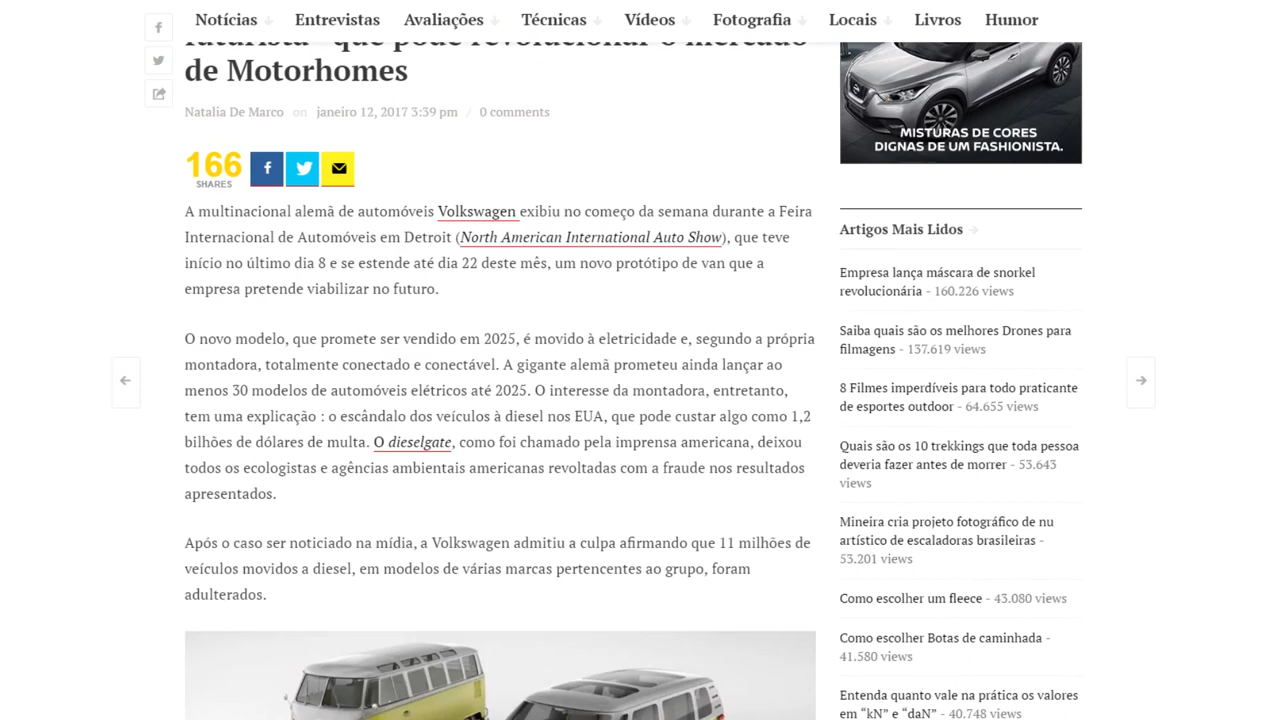 Notícias Entrevistas Avaliações Técnicas Vídeos Fotografia Locais Livros Humor
futurista" que pode revolucionar o mercado
de Motorhomes
Natalia De Marco on janeiro 12, 2017 3:39 pm / 0 comments
166
SHARES
A multinacional alemã de automóveis Volkswagen exibiu no começo da semana durante a Feira
Internacional de Automóveis em Detroit (North American International Auto Show), que teve
início no último dia 8 e se estende até dia 22 deste mês, um novo protótipo de van que a
empresa pretende viabilizar no futuro.
O novo modelo, que promete ser vendido em 2025, é movido à eletricidade e, segundo a própria
montadora, totalmente conectado e conectável. A gigante alemã prometeu ainda lançar ao
menos 30 modelos de automóveis elétricos até 2025. O interesse da montadora, entretanto,
tem uma explicação : o escândalo dos veículos à diesel nos EUA, que pode custar algo como 1,2
bilhões de dólares de multa. O dieselgate, como foi chamado pela imprensa americana, deixou
todos os ecologistas e agências ambientais americanas revoltadas com a fraude nos resultados
apresentados.
Após o caso ser noticiado na mídia, a Volkswagen admitiu a culpa afirmando que 11 milhões de
veículos movidos a diesel, em modelos de várias marcas pertencentes ao grupo, foram
adulterados.
MISTURAS DE CORES
DIGNAS DE UM FASHIONISTA.
Artigos Mais Lidos
Empresa lança máscara de snorkel
revolucionária - 160.226 views
Saiba quais são os melhores Drones para
filmagens - 137.619 views
8 Filmes imperdíveis para todo praticante
de esportes outdoor - 64.655 views
Quais são os 10 trekkings que toda pessoa
deveria fazer antes de morrer - 53.643
views
Mineira cria projeto fotográfico de nu
artístico de escaladoras brasileiras -
53.201 views
Como escolher um fleece - 43.080 views
Como escolher Botas de caminhada -
41.580 views
Entenda quanto vale na prática os valores
em “kN” e “daN” - 40.748 views